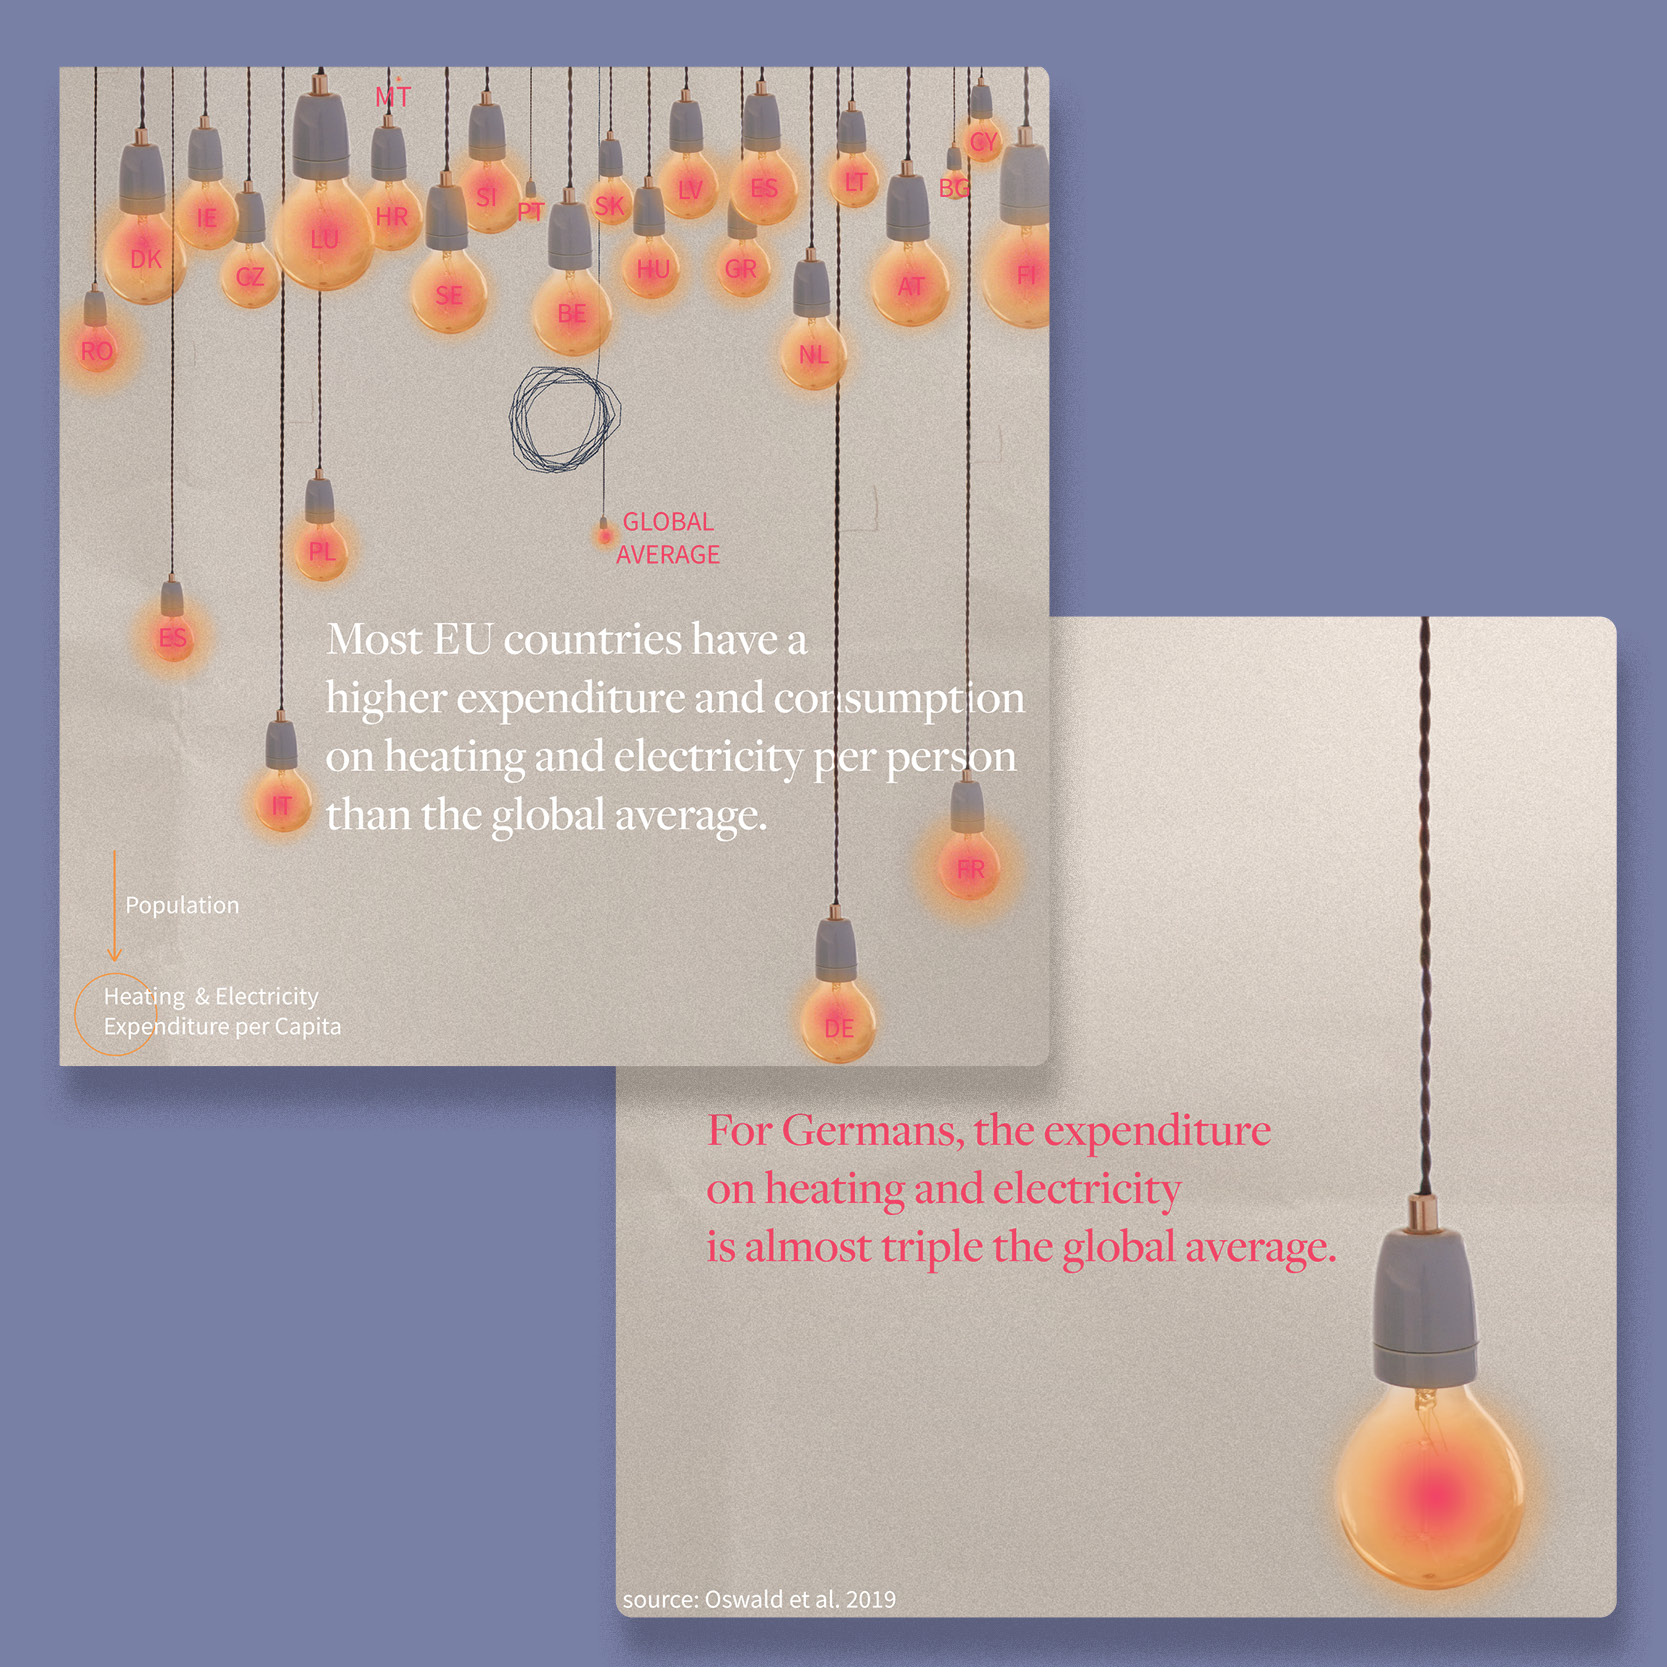 MT
CY
DK
IE
CZ
LU
HR
SI
PT
SK
LV
ES
LT
BG
SE
BE
HU
GR
NL
AT
FI
RO
PL
ES
IT
FR
DE
GLOBAL
AVERAGE
Most EU countries have a
higher expenditure and consumption
on heating and electricity per person
than the global average.
Population
Heating & Electricity
Expenditure per Capita
For Germans, the expenditure
on heating and electricity
is almost triple the global average.
source: Oswald et al. 2019